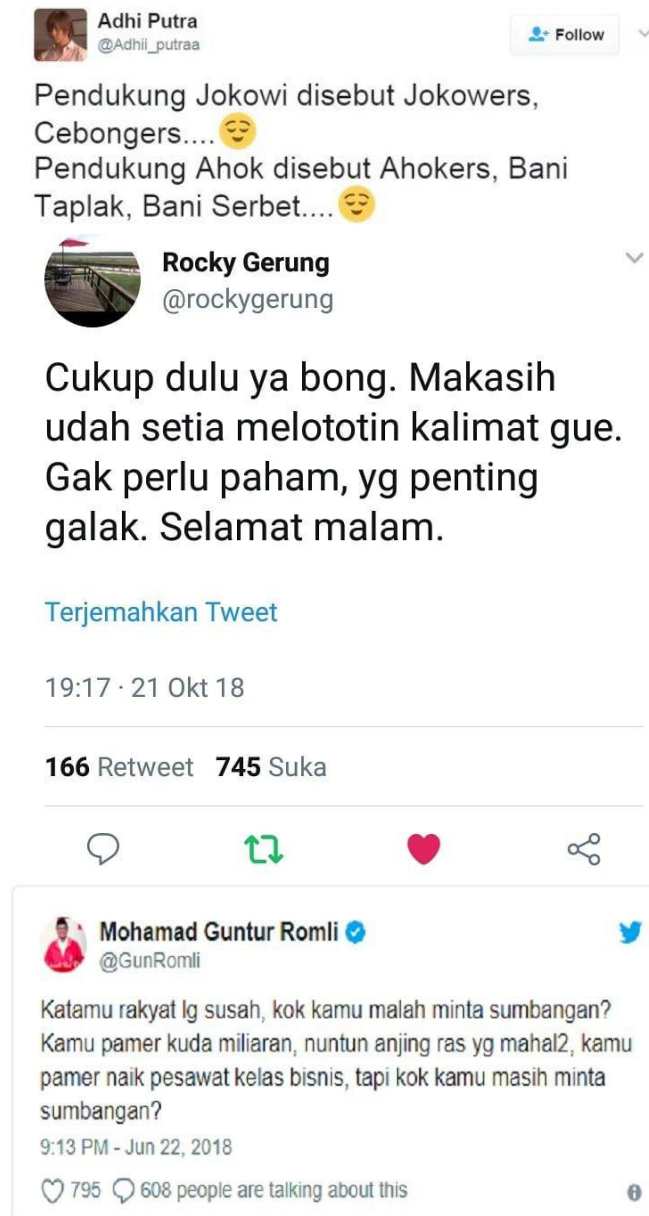 Adhi Putra
@Adhii_putraa
Follow
Pendukung Jokowi disebut Jokowers,
Cebongers....😌
Pendukung Ahok disebut Ahokers, Bani
Taplak, Bani Serbet....😌
Rocky Gerung
@rockygerung
Cukup dulu ya bong. Makasih
udah setia melototin kalimat gue.
Gak perlu paham, yg penting
galak. Selamat malam.
Terjemahkan Tweet
19:17 · 21 Okt 18
166 Retweet 745 Suka
Mohamad Guntur Romli
@GunRomli
Katamu rakyat lg susah, kok kamu malah minta sumbangan?
Kamu pamer kuda miliaran, nuntun anjing ras yg mahal2, kamu
pamer naik pesawat kelas bisnis, tapi kok kamu masih minta
sumbangan?
9:13 PM - Jun 22, 2018
795 608 people are talking about this